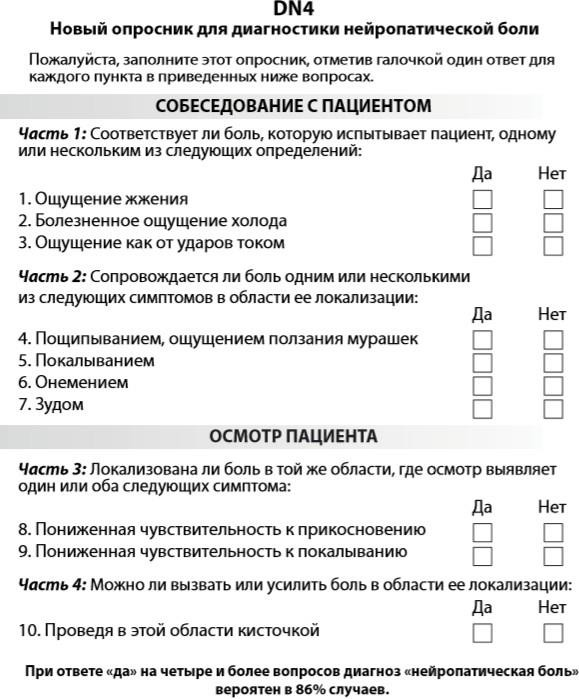 DN4
Новый опросник для диагностики нейропатической боли
Пожалуйста, заполните этот опросник, отметив галочкой один ответ для
каждого пункта в приведенных ниже вопросах.
СОБЕСЕДОВАНИЕ С ПАЦИЕНТОМ
Часть 1: Соответствует ли боль, которую испытывает пациент, одному
или нескольким из следующих определений:
Да Нет
1. Ощущение жжения
2. Болезненное ощущение холода
3. Ощущение как от ударов током
Часть 2: Сопровождается ли боль одним или несколькими
из следующих симптомов в области ее локализации:
Да Нет
4. Пощипыванием, ощущением ползания мурашек
5. Покалыванием
6. Онемением
7. Зудом
ОСМОТР ПАЦИЕНТА
Часть 3: Локализована ли боль в той же области, где осмотр выявляет
один или оба следующих симптома:
Да Нет
8. Пониженная чувствительность к прикосновению
9. Пониженная чувствительность к покалыванию
Часть 4: Можно ли вызвать или усилить боль в области ее локализации:
Да Нет
10. Проведя в этой области кисточкой
При ответе «да» на четыре и более вопросов диагноз «нейропатическая боль»
вероятен в 86% случаев.